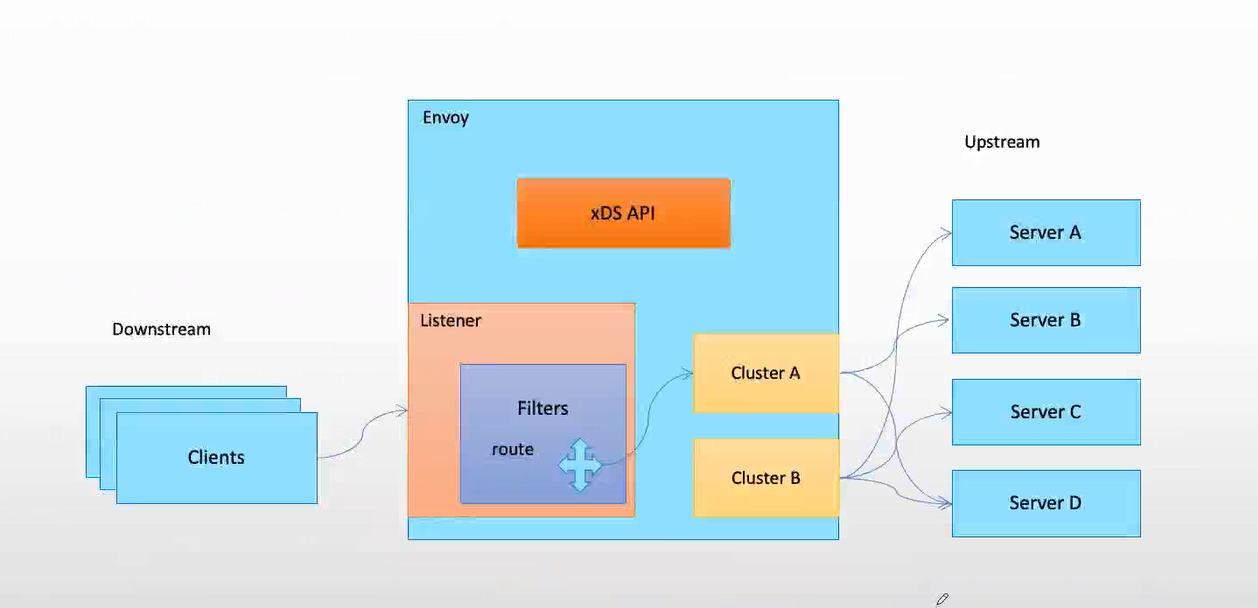 Envoy
Upstream
xDS API
Server A
Server B
Listener
Downstream
Cluster A
Filters
Server C
route
Clients
Cluster B
Server D